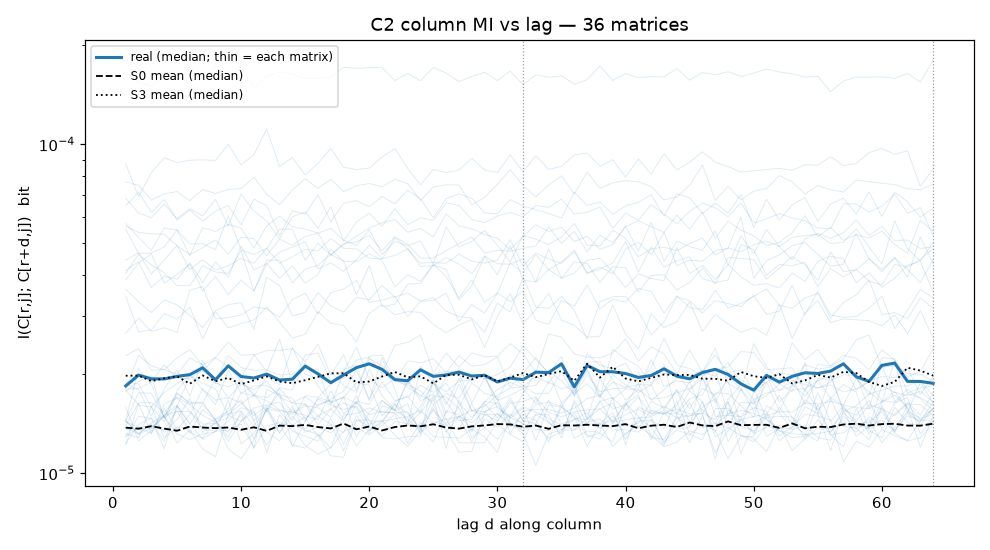 C2 column MI vs lag — 36 matrices
real (median; thin = each matrix)
S0 mean (median)
S3 mean (median)
10⁻⁴
10⁻⁵
I(C[r,j]; C[r+d,j]) bit
0 10 20 30 40 50 60
lag d along column